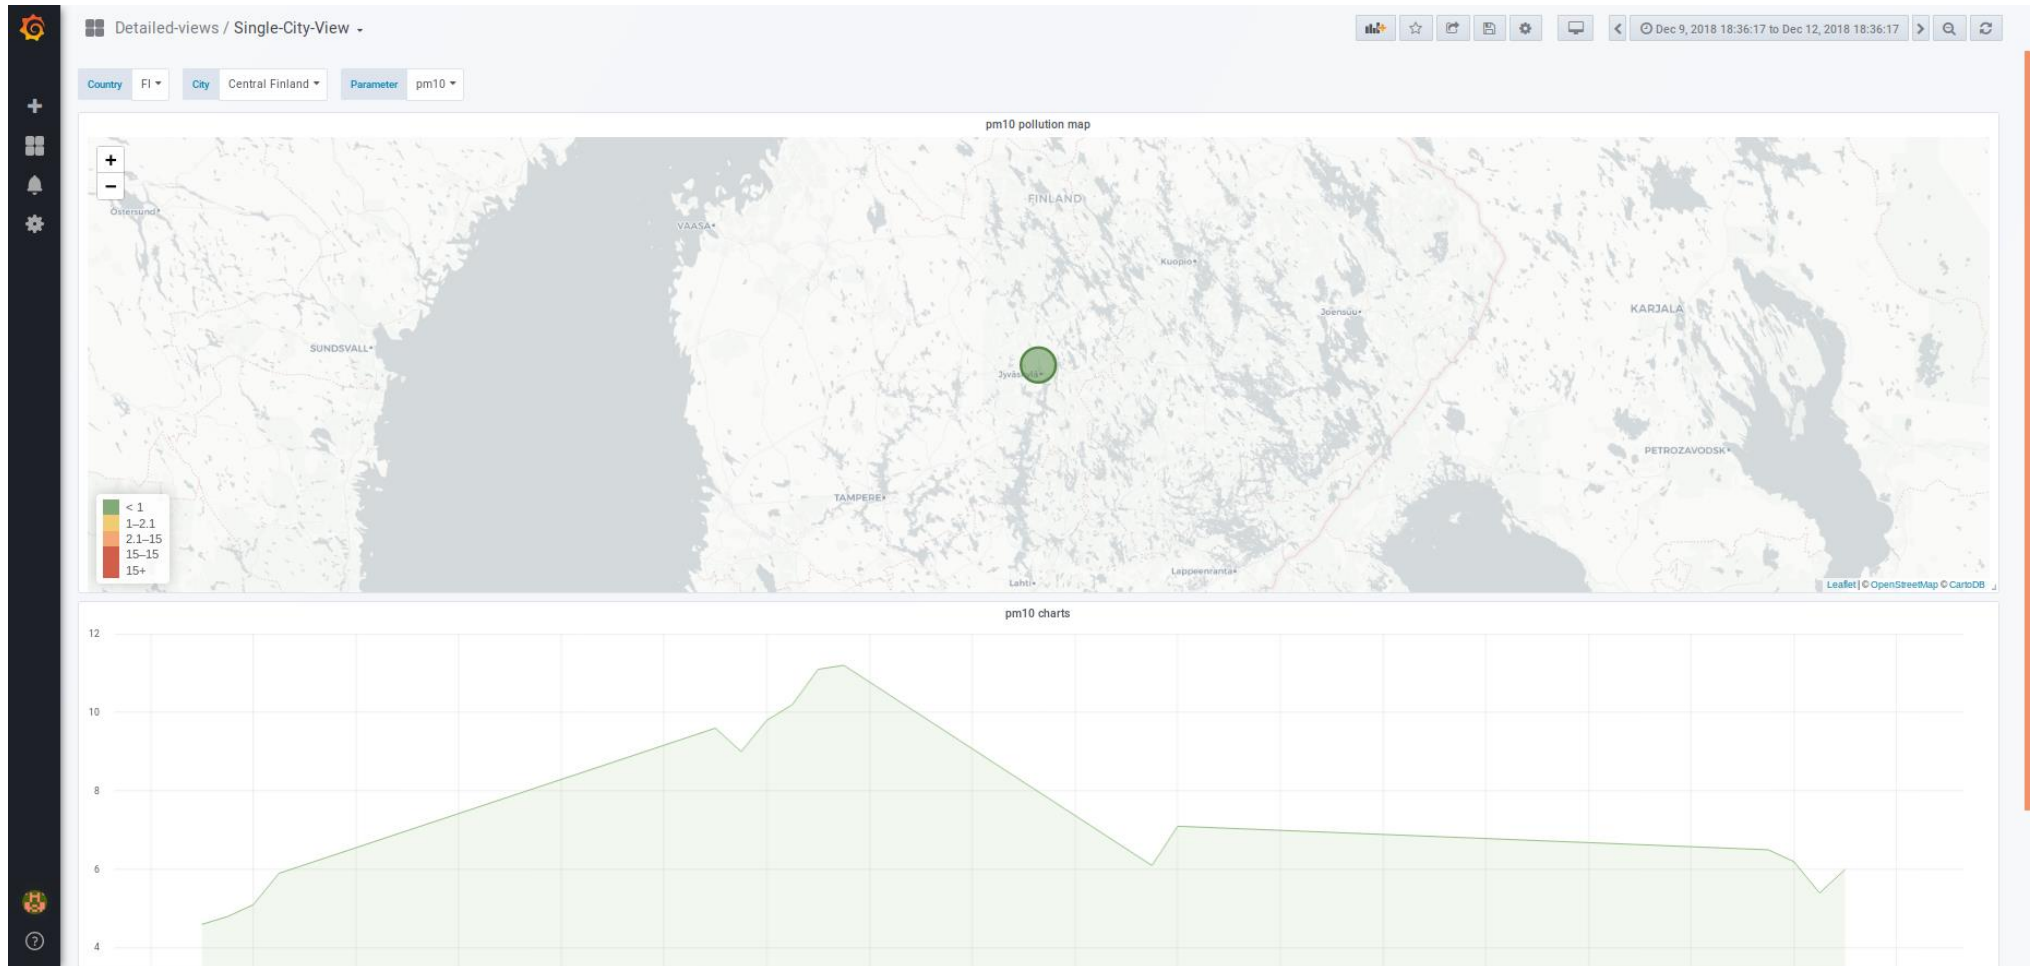 Detailed-views / Single-City-View
Dec 9, 2018 18:36:17 to Dec 12, 2018 18:36:17
Country FI City Central Finland Parameter pm10
pm10 pollution map
+
−
FINLAND
Östersund
VAASA
Kuopio
KARJALA
Joensuu
SUNDSVALL
Jyväskylä
PETROZAVODSK
TAMPERE
< 1
1–2.1
2.1–15
15–15
15+
Lappeenranta
Lahti
Leaflet | © OpenStreetMap © CartoDB
pm10 charts
12
10
8
6
4